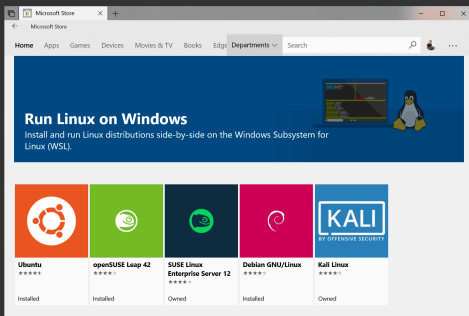 Microsoft Store
Microsoft Store
Home Apps Games Devices Movies & TV Books Edge Departments Search
Run Linux on Windows
Install and run Linux distributions side-by-side on the Windows Subsystem for
Linux (WSL).
KALI
BY OFFENSIVE SECURITY
Ubuntu openSUSE Leap 42 SUSE Linux Debian GNU/Linux Kali Linux
Enterprise Server 12
Installed Installed Owned Installed Owned